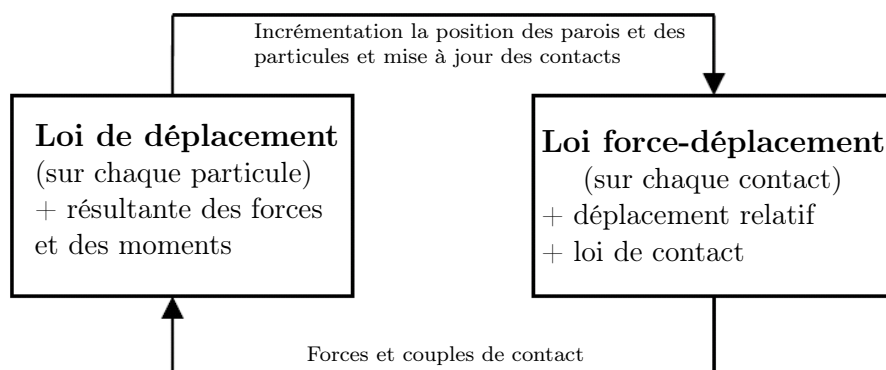 Incrémentation la position des parois et des
particules et mise à jour des contacts
Loi de déplacement
(sur chaque particule)
+ résultante des forces
et des moments
Loi force-déplacement
(sur chaque contact)
+ déplacement relatif
+ loi de contact
Forces et couples de contact